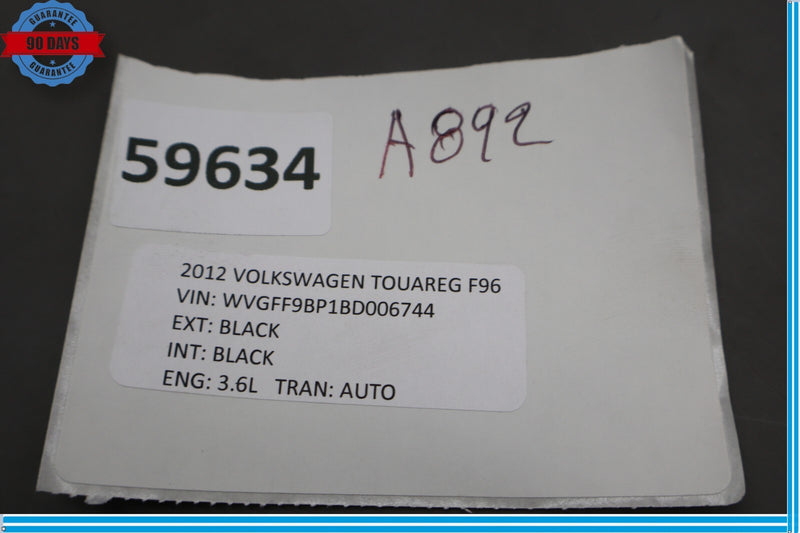 GUARANTEE
90 DAYS
GUARANTEE
A892
59634
2012 VOLKSWAGEN TOUAREG F96
VIN: WVGFF9BP1BD006744
EXT: BLACK
INT: BLACK
ENG: 3.6L TRAN: AUTO